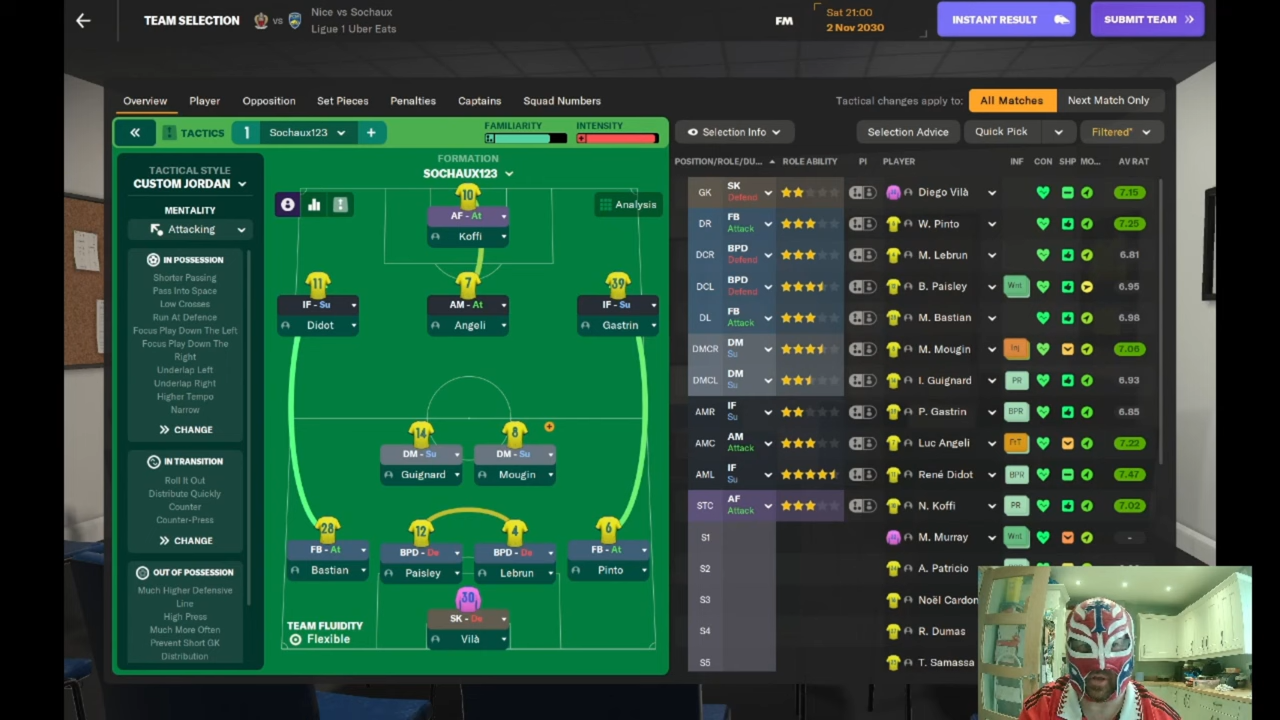 TEAM SELECTION
vs
Nice vs Sochaux
Ligue 1 Uber Eats
FM
Sat 21:00
2 Nov 2030
INSTANT RESULT
SUBMIT TEAM
Overview
Player
Opposition
Set Pieces
Penalties
Captains
Squad Numbers
Tactical changes apply to:
All Matches
Next Match Only
TACTICS
1
Sochaux123
+
FAMILIARITY
INTENSITY
Selection Info
Selection Advice
Quick Pick
Filtered*
TACTICAL STYLE
CUSTOM JORDAN
MENTALITY
Attacking
IN POSSESSION
Shorter Passing
Pass Into Space
Low Crosses
Run At Defence
Focus Play Down The Left
Focus Play Down The
Right
Underlap Left
Underlap Right
Higher Tempo
Narrow
CHANGE
IN TRANSITION
Roll It Out
Distribute Quickly
Counter
Counter-Press
CHANGE
OUT OF POSSESSION
Much Higher Defensive
Line
High Press
Much More Often
Prevent Short GK
Distribution
FORMATION
SOCHAUX123
Analysis
10
AF - At
Koffi
11
7
39
IF - Su
AM - At
IF - Su
Didot
Angeli
Gastrin
14
8
DM - Su
DM - Su
Guignard
Mougin
28
12
4
6
FB - At
BPD - De
BPD - De
FB - At
Bastian
Paisley
Lebrun
Pinto
30
SK - De
Vilà
TEAM FLUIDITY
Flexible
POSITION/ROLE/DU...
ROLE ABILITY
PI
PLAYER
INF
CON
SHP
MO...
AV RAT
GK
SK
Defend
Diego Vilà
7.15
DR
FB
Attack
W. Pinto
7.25
DCR
BPD
Defend
M. Lebrun
6.81
DCL
BPD
Defend
B. Paisley
Wnt
6.95
DL
FB
Attack
M. Bastian
6.98
DMCR
DM
Su
M. Mougin
Inj
7.06
DMCL
DM
Su
I. Guignard
PR
6.93
AMR
IF
Su
P. Gastrin
BPR
6.85
AMC
AM
Attack
Luc Angeli
7.22
AML
IF
Su
René Didot
BPR
7.47
STC
AF
Attack
N. Koffi
PR
7.02
S1
M. Murray
Wnt
-
S2
A. Patricio
S3
Noël Cardon
S4
R. Dumas
S5
T. Samassa